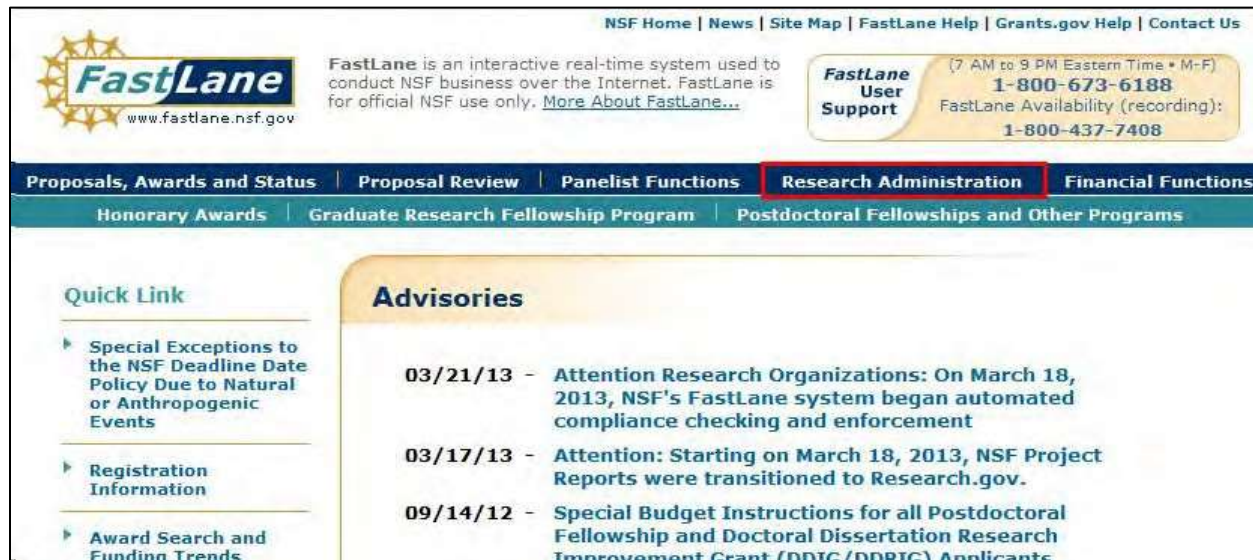 NSF Home | News | Site Map | FastLane Help | Grants.gov Help | Contact Us
FastLane
www.fastlane.nsf.gov
FastLane is an interactive real-time system used to
conduct NSF business over the Internet. FastLane is
for official NSF use only. More About FastLane...
FastLane
User
Support
(7 AM to 9 PM Eastern Time • M-F)
1-800-673-6188
FastLane Availability (recording):
1-800-437-7408
Proposals, Awards and Status | Proposal Review | Panelist Functions Research Administration Financial Functions
Honorary Awards | Graduate Research Fellowship Program | Postdoctoral Fellowships and Other Programs
Quick Link
Special Exceptions to
the NSF Deadline Date
Policy Due to Natural
or Anthropogenic
Events
Registration
Information
Award Search and
Funding Trends
Advisories
03/21/13 - Attention Research Organizations: On March 18,
2013, NSF's FastLane system began automated
compliance checking and enforcement
03/17/13 - Attention: Starting on March 18, 2013, NSF Project
Reports were transitioned to Research.gov.
09/14/12 - Special Budget Instructions for all Postdoctoral
Fellowship and Doctoral Dissertation Research
Improvement Grant (DDIG/DDRIG) Applicants